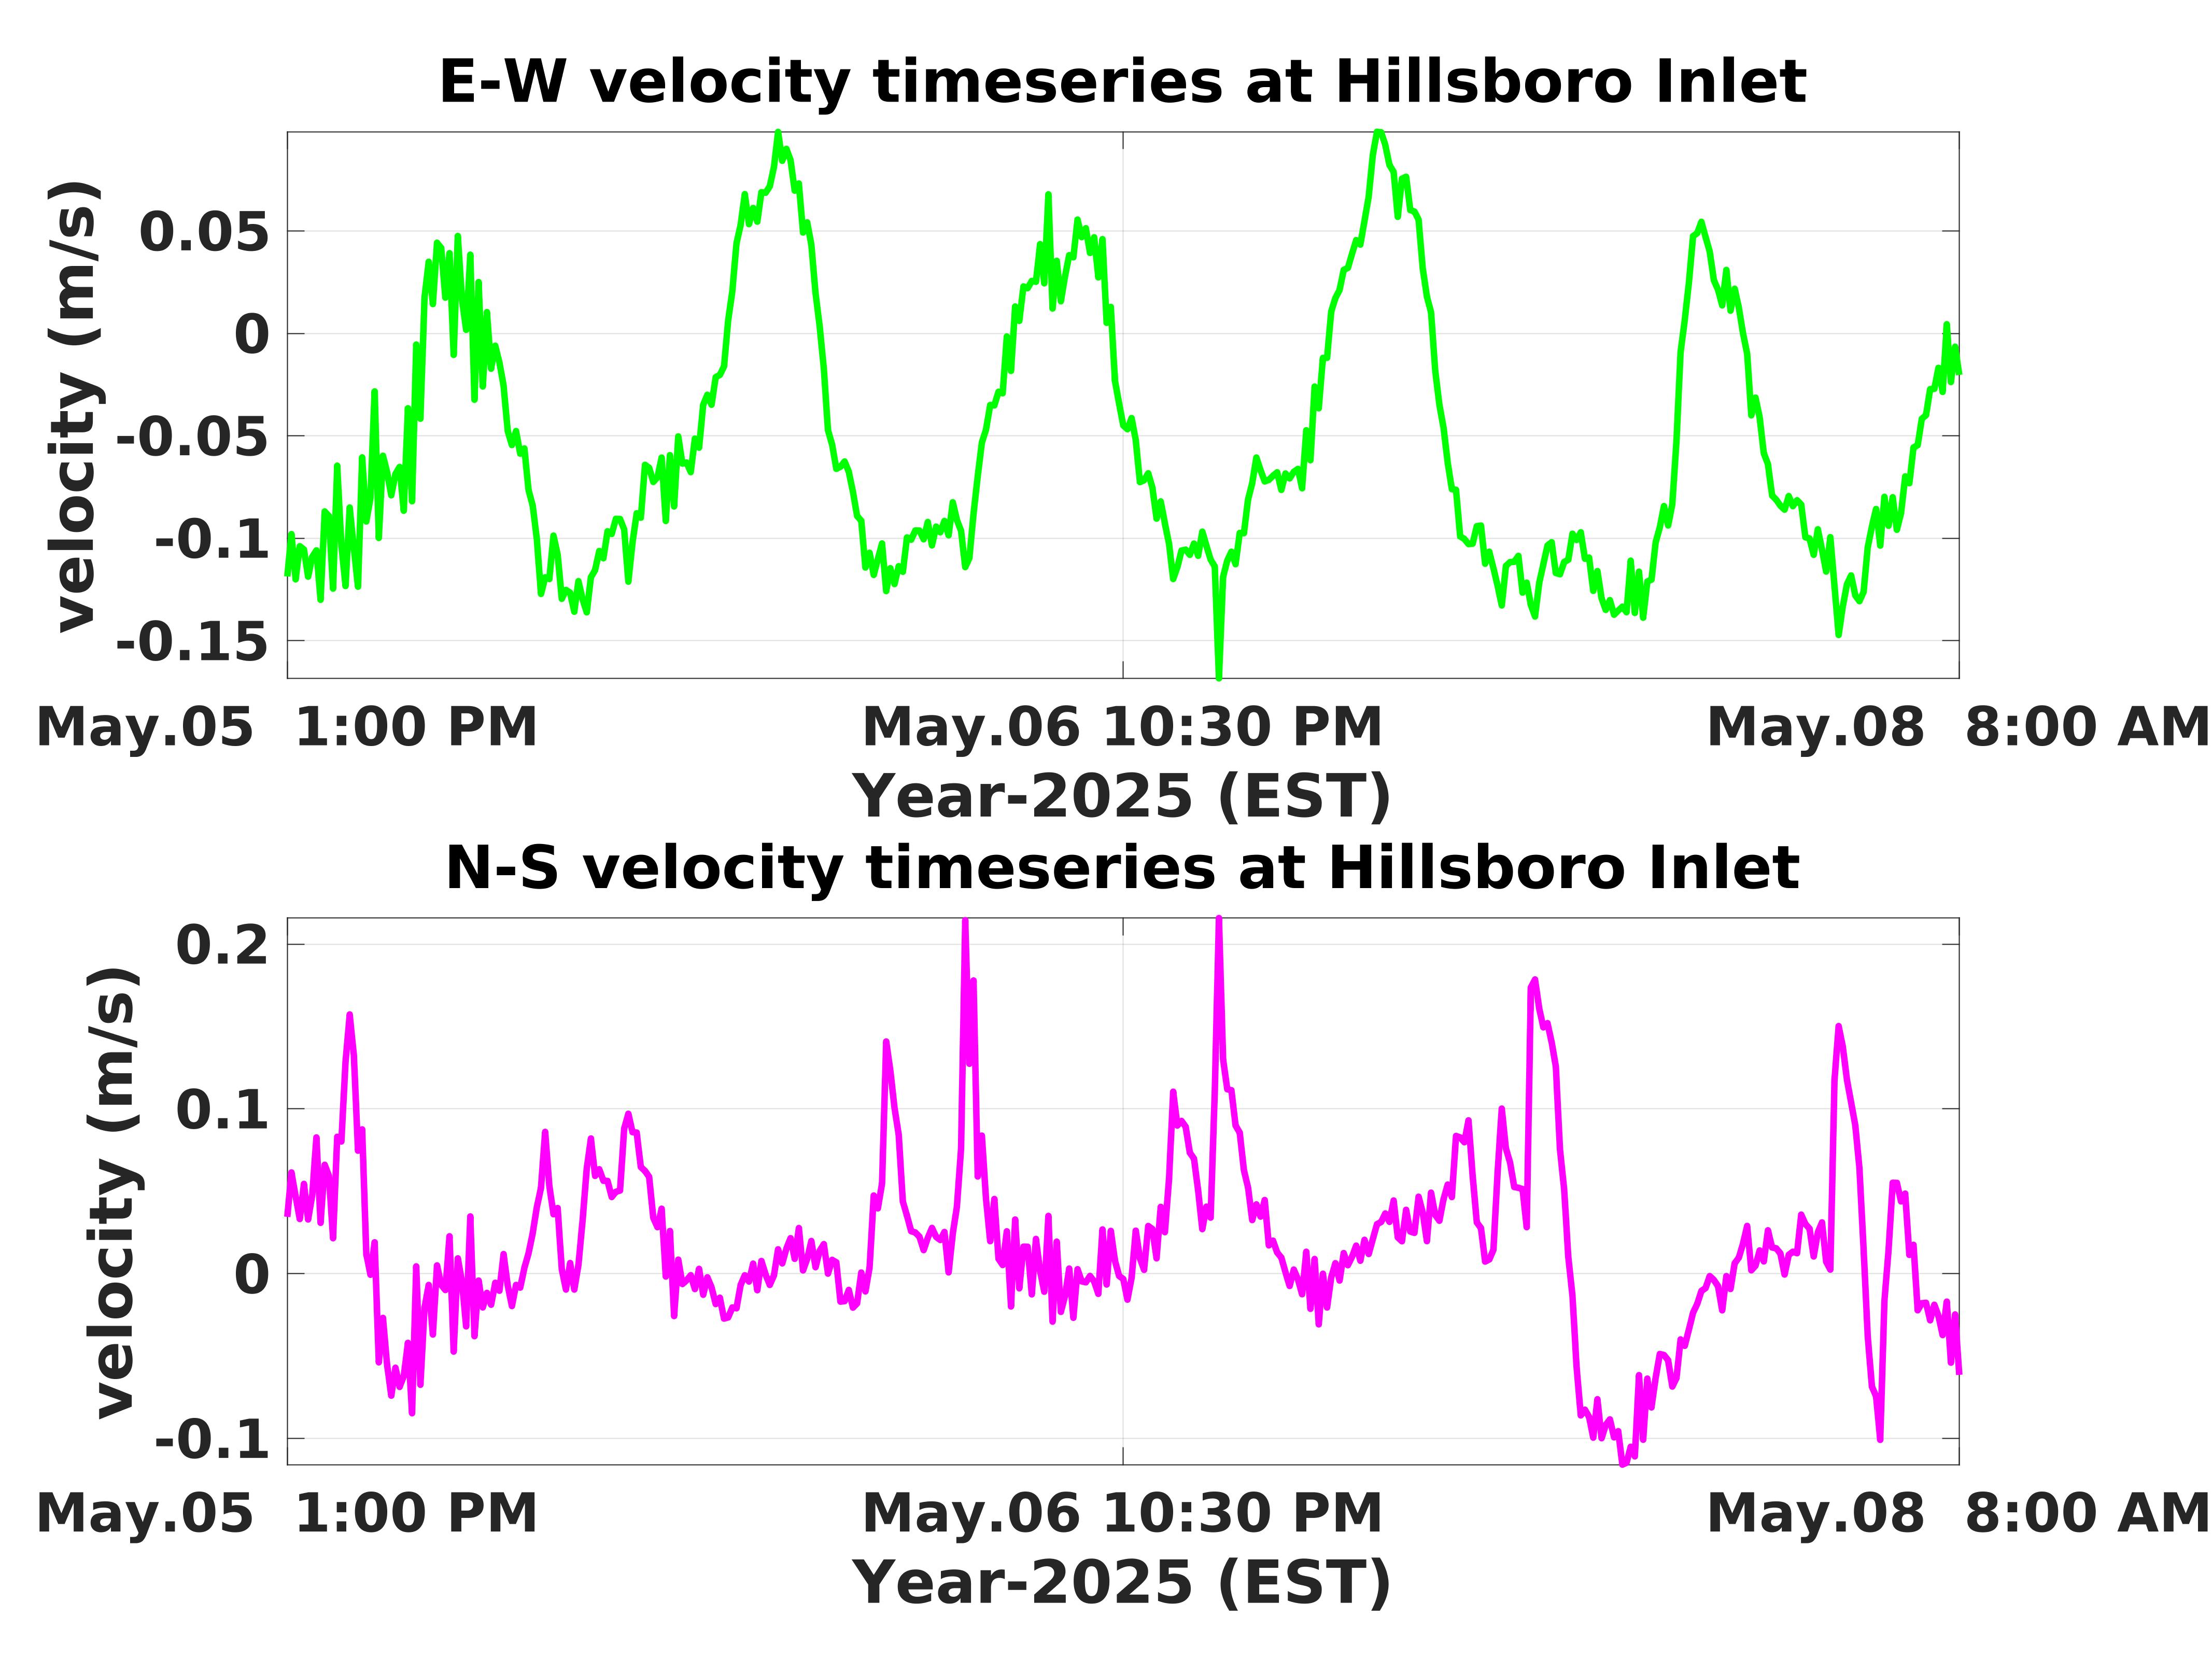 E-W velocity timeseries at Hillsboro Inlet
velocity (m/s)
0.05
0
-0.05
-0.1
-0.15
May.05 1:00 PM May.06 10:30 PM May.08 8:00 AM
Year-2025 (EST)
N-S velocity timeseries at Hillsboro Inlet
velocity (m/s)
0.2
0.1
0
-0.1
May.05 1:00 PM May.06 10:30 PM May.08 8:00 AM
Year-2025 (EST)